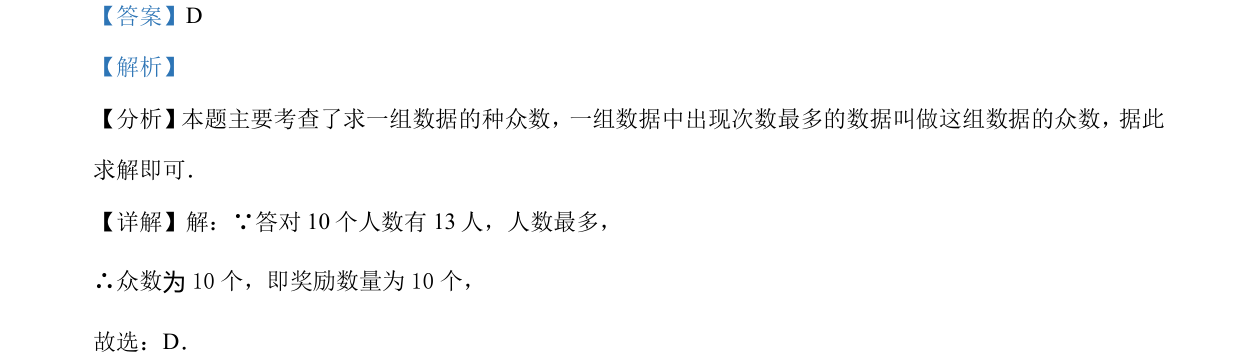 【答案】D
【解析】
【分析】本题主要考查了求一组数据的种众数，一组数据中出现次数最多的数据叫做这组数据的众数，据此
求解即可．
【详解】解：∵答对 10 个人数有 13 人，人数最多，
∴众数为 10 个，即奖励数量为 10 个，
故选：D．